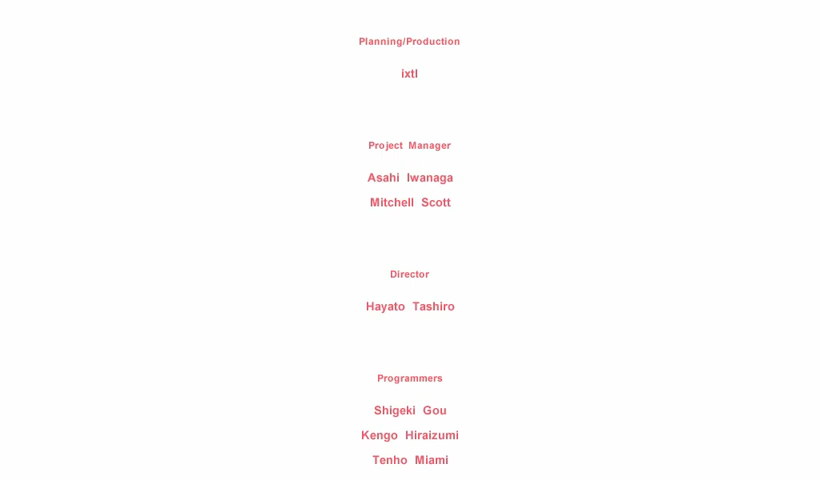 Planning/Production
ixtl
Project Manager
Asahi Iwanaga
Mitchell Scott
Director
Hayato Tashiro
Programmers
Shigeki Gou
Kengo Hiraizumi
Tenho Miami